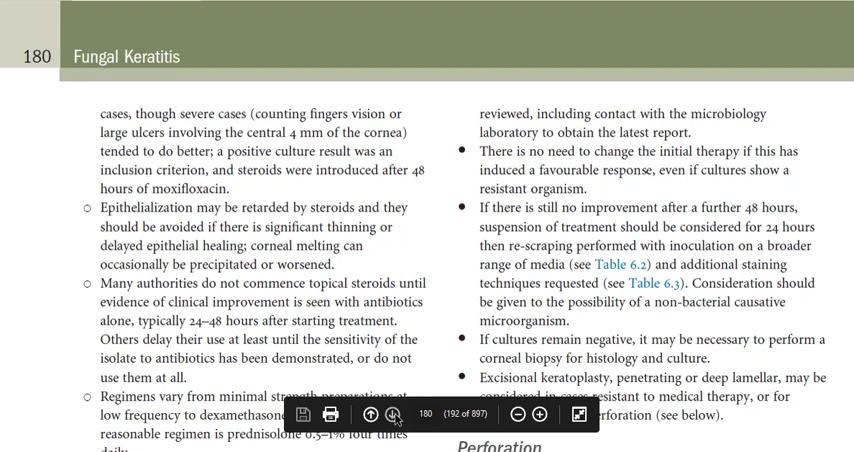 180 Fungal Keratitis
cases, though severe cases (counting fingers vision or
large ulcers involving the central 4 mm of the cornea)
tended to do better; a positive culture result was an
inclusion criterion, and steroids were introduced after 48
hours of moxifloxacin.
○ Epithelialization may be retarded by steroids and they
should be avoided if there is significant thinning or
delayed epithelial healing; corneal melting can
occasionally be precipitated or worsened.
○ Many authorities do not commence topical steroids until
evidence of clinical improvement is seen with antibiotics
alone, typically 24–48 hours after starting treatment.
Others delay their use at least until the sensitivity of the
isolate to antibiotics has been demonstrated, or do not
use them at all.
○ Regimens vary from minimal strength preparations at
low frequency to dexamethasone
reasonable regimen is prednisolone 0.5–1% four times
daily.
reviewed, including contact with the microbiology
laboratory to obtain the latest report.
● There is no need to change the initial therapy if this has
induced a favourable response, even if cultures show a
resistant organism.
● If there is still no improvement after a further 48 hours,
suspension of treatment should be considered for 24 hours
then re-scraping performed with inoculation on a broader
range of media (see Table 6.2) and additional staining
techniques requested (see Table 6.3). Consideration should
be given to the possibility of a non-bacterial causative
microorganism.
● If cultures remain negative, it may be necessary to perform a
corneal biopsy for histology and culture.
● Excisional keratoplasty, penetrating or deep lamellar, may be
considered in cases resistant to medical therapy, or for
perforation (see below).
Perforation
180 (192 of 897)